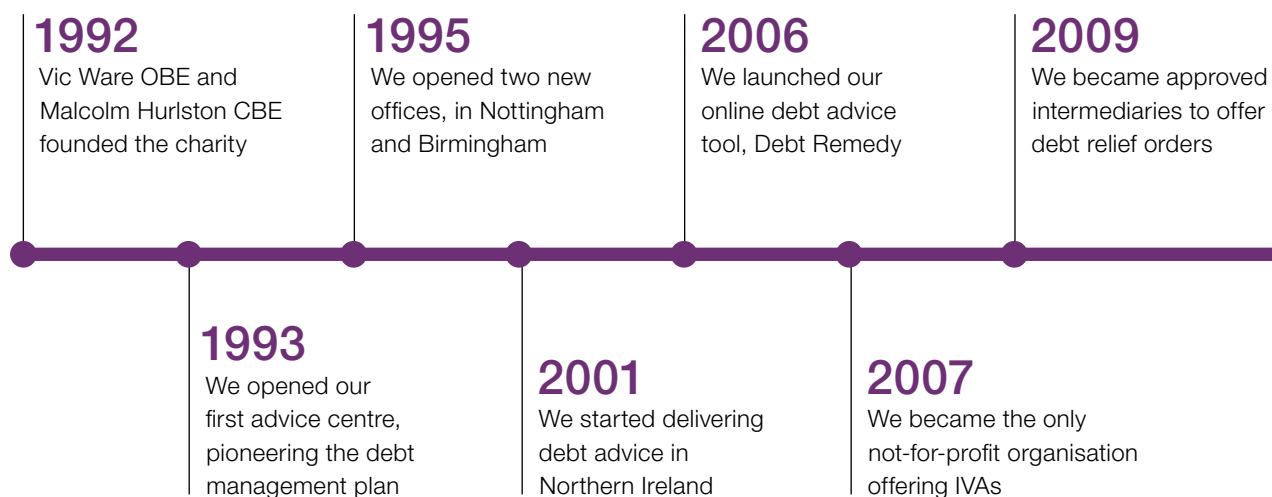 1992
Vic Ware OBE and
Malcolm Hurlston CBE
founded the charity
1993
We opened our
first advice centre,
pioneering the debt
management plan
1995
We opened two new
offices, in Nottingham
and Birmingham
2001
We started delivering
debt advice in
Northern Ireland
2006
We launched our
online debt advice
tool, Debt Remedy
2007
We became the only
not-for-profit organisation
offering IVAs
2009
We became approved
intermediaries to offer
debt relief orders